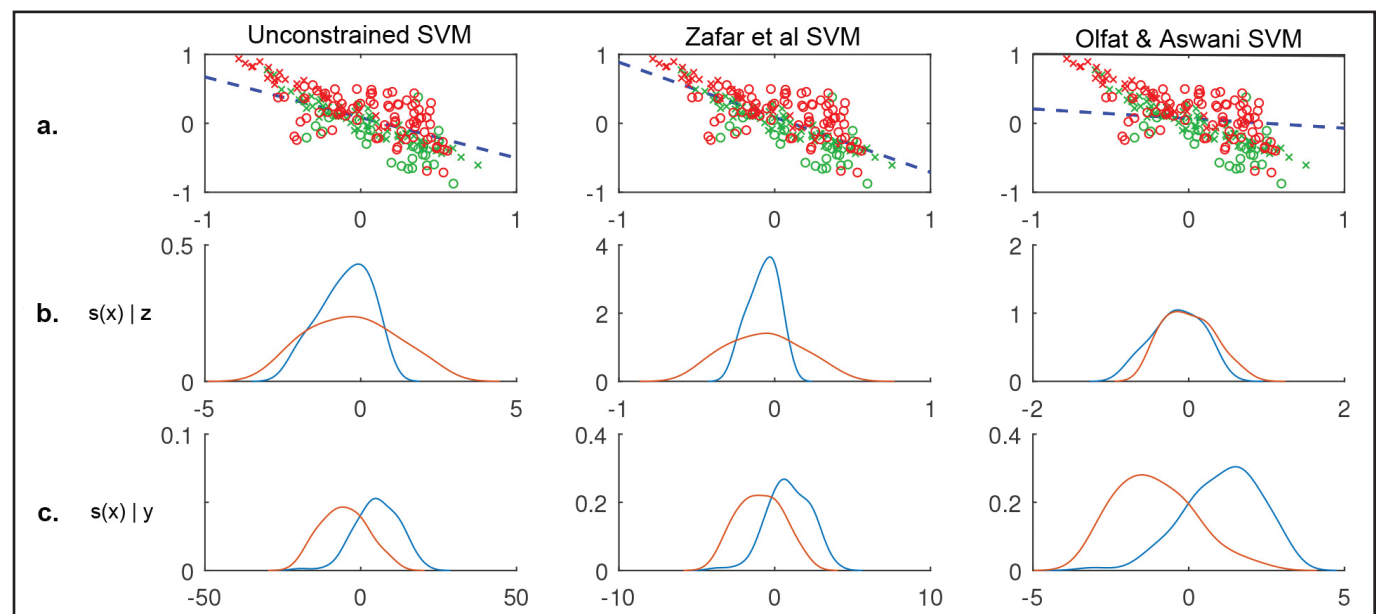 Unconstrained SVM Zafar et al SVM Olfat & Aswani SVM
a.
1 1 1
0 0 0
-1 -1 -1
-1 0 1 -1 0 1 -1 0 1
b. s(x) | z
0.5 4 2
2 1
0 0 0
-5 0 5 -1 0 1 -2 0 2
c. s(x) | y
0.1 0.4 0.4
0.2 0.2
0 0 0
-50 0 50 -10 0 10 -5 0 5